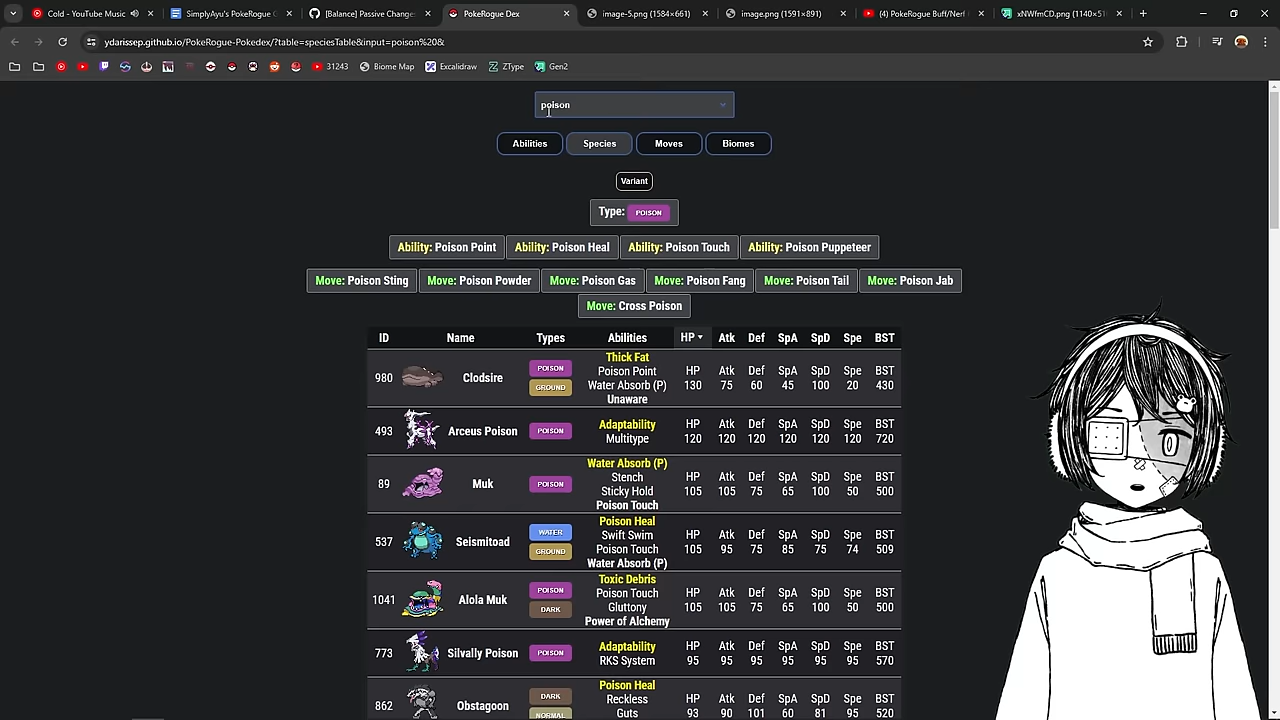 Cold - YouTube Music
SimplyAyu's PokeRogue
[Balance] Passive Change
PokeRogue Dex
image-5.png (1584×661)
image.png (1591×891)
(4) PokeRogue Buff/Nerf
xNWfmCD.png (1140×51
ydarissep.github.io/PokeRogue-Pokedex/?table=speciesTable&input=poison%20&
31243
Biome Map
Excalidraw
ZType
Gen2
poison
Abilities
Species
Moves
Biomes
Variant
Type: POISON
Ability: Poison Point
Ability: Poison Heal
Ability: Poison Touch
Ability: Poison Puppeteer
Move: Poison Sting
Move: Poison Powder
Move: Poison Gas
Move: Poison Fang
Move: Poison Tail
Move: Poison Jab
Move: Cross Poison
ID Name Types Abilities HP Atk Def SpA SpD Spe BST
980 Clodsire
POISON
GROUND
Thick Fat
Poison Point
Water Absorb (P)
Unaware
HP Atk Def SpA SpD Spe BST
130 75 60 45 100 20 430
493 Arceus Poison
POISON
Adaptability
Multitype
HP Atk Def SpA SpD Spe BST
120 120 120 120 120 120 720
89 Muk
POISON
Water Absorb (P)
Stench
Sticky Hold
Poison Touch
HP Atk Def SpA SpD Spe BST
105 105 75 65 100 50 500
537 Seismitoad
WATER
GROUND
Poison Heal
Swift Swim
Poison Touch
Water Absorb (P)
HP Atk Def SpA SpD Spe BST
105 95 75 85 75 74 509
1041 Alola Muk
POISON
DARK
Toxic Debris
Poison Touch
Gluttony
Power of Alchemy
HP Atk Def SpA SpD Spe BST
105 105 75 65 100 50 500
773 Silvally Poison
POISON
Adaptability
RKS System
HP Atk Def SpA SpD Spe BST
95 95 95 95 95 95 570
862 Obstagoon
DARK
NORMAL
Poison Heal
Reckless
Guts
HP Atk Def SpA SpD Spe BST
93 90 101 60 81 95 520